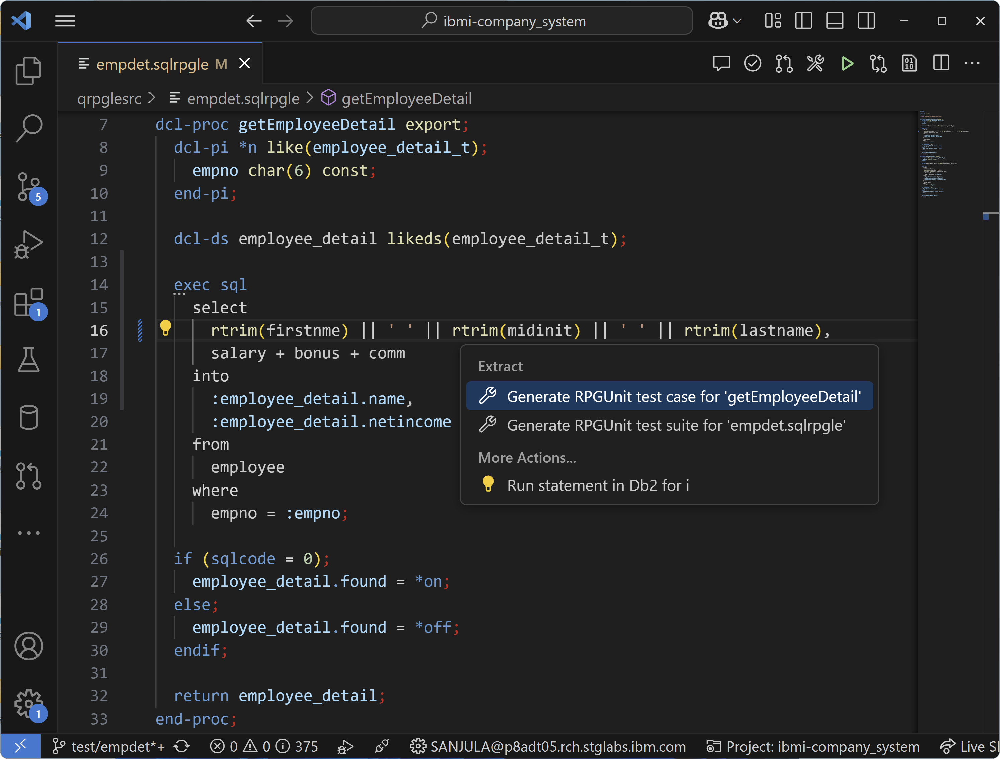 ibmi-company_system
empdet.sqlrpgle M
qrpglesrc > empdet.sqlrpgle > getEmployeeDetail
7 dcl-proc getEmployeeDetail export;
8 dcl-pi *n like(employee_detail_t);
9 empno char(6) const;
10 end-pi;
11
12 dcl-ds employee_detail likeds(employee_detail_t);
13
14 exec sql
15 select
16 rtrim(firstnme) || ' ' || rtrim(midinit) || ' ' || rtrim(lastname),
17 salary + bonus + comm
18 into
19 :employee_detail.name,
20 :employee_detail.netincome
21 from
22 employee
23 where
24 empno = :empno;
25
26 if (sqlcode = 0);
27 employee_detail.found = *on;
28 else;
29 employee_detail.found = *off;
30 endif;
31
32 return employee_detail;
33 end-proc;
Extract
Generate RPGUnit test case for 'getEmployeeDetail'
Generate RPGUnit test suite for 'empdet.sqlrpgle'
More Actions...
Run statement in Db2 for i
5
1
1
test/empdet*+ 0 0 375 SANJULA@p8adt05.rch.stglabs.ibm.com Project: ibmi-company_system Live